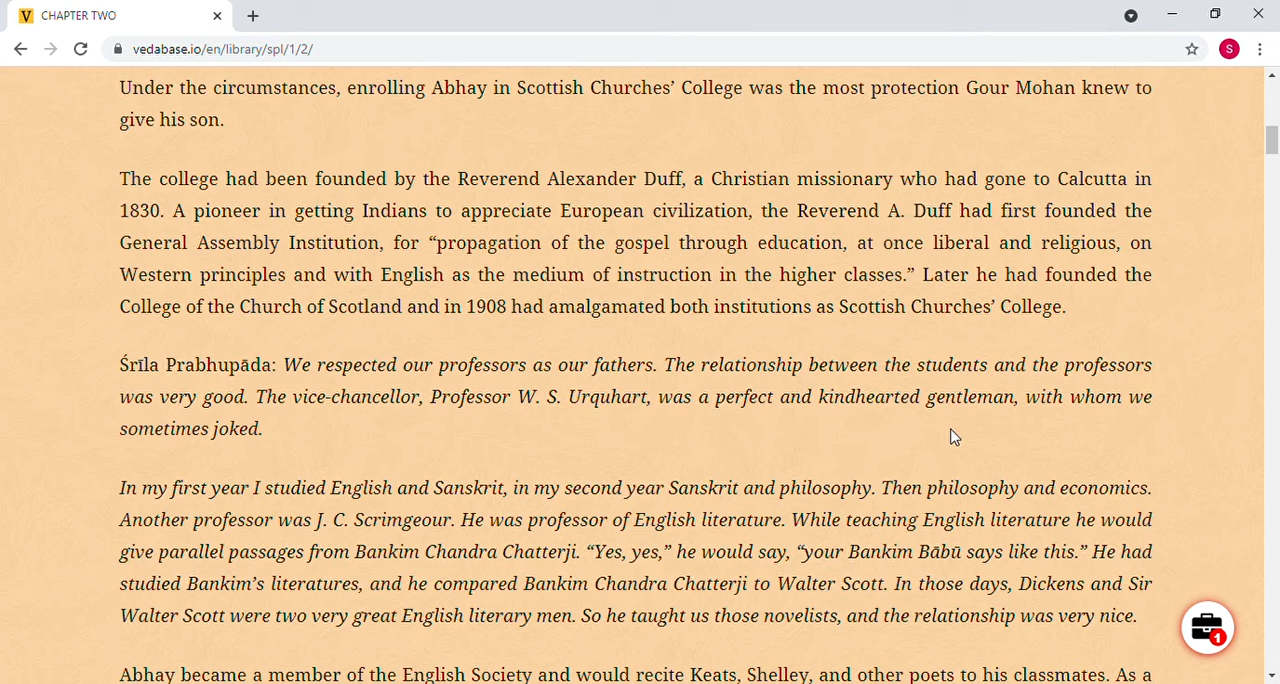 V CHAPTER TWO
vedabase.io/en/library/spl/1/2/
S
Under the circumstances, enrolling Abhay in Scottish Churches’ College was the most protection Gour Mohan knew to
give his son.
The college had been founded by the Reverend Alexander Duff, a Christian missionary who had gone to Calcutta in
1830. A pioneer in getting Indians to appreciate European civilization, the Reverend A. Duff had first founded the
General Assembly Institution, for “propagation of the gospel through education, at once liberal and religious, on
Western principles and with English as the medium of instruction in the higher classes.” Later he had founded the
College of the Church of Scotland and in 1908 had amalgamated both institutions as Scottish Churches’ College.
Śrīla Prabhupāda: We respected our professors as our fathers. The relationship between the students and the professors
was very good. The vice-chancellor, Professor W. S. Urquhart, was a perfect and kindhearted gentleman, with whom we
sometimes joked.
In my first year I studied English and Sanskrit, in my second year Sanskrit and philosophy. Then philosophy and economics.
Another professor was J. C. Scrimgeour. He was professor of English literature. While teaching English literature he would
give parallel passages from Bankim Chandra Chatterji. “Yes, yes,” he would say, “your Bankim Bābū says like this.” He had
studied Bankim’s literatures, and he compared Bankim Chandra Chatterji to Walter Scott. In those days, Dickens and Sir
Walter Scott were two very great English literary men. So he taught us those novelists, and the relationship was very nice.
1
Abhay became a member of the English Society and would recite Keats, Shelley, and other poets to his classmates. As a